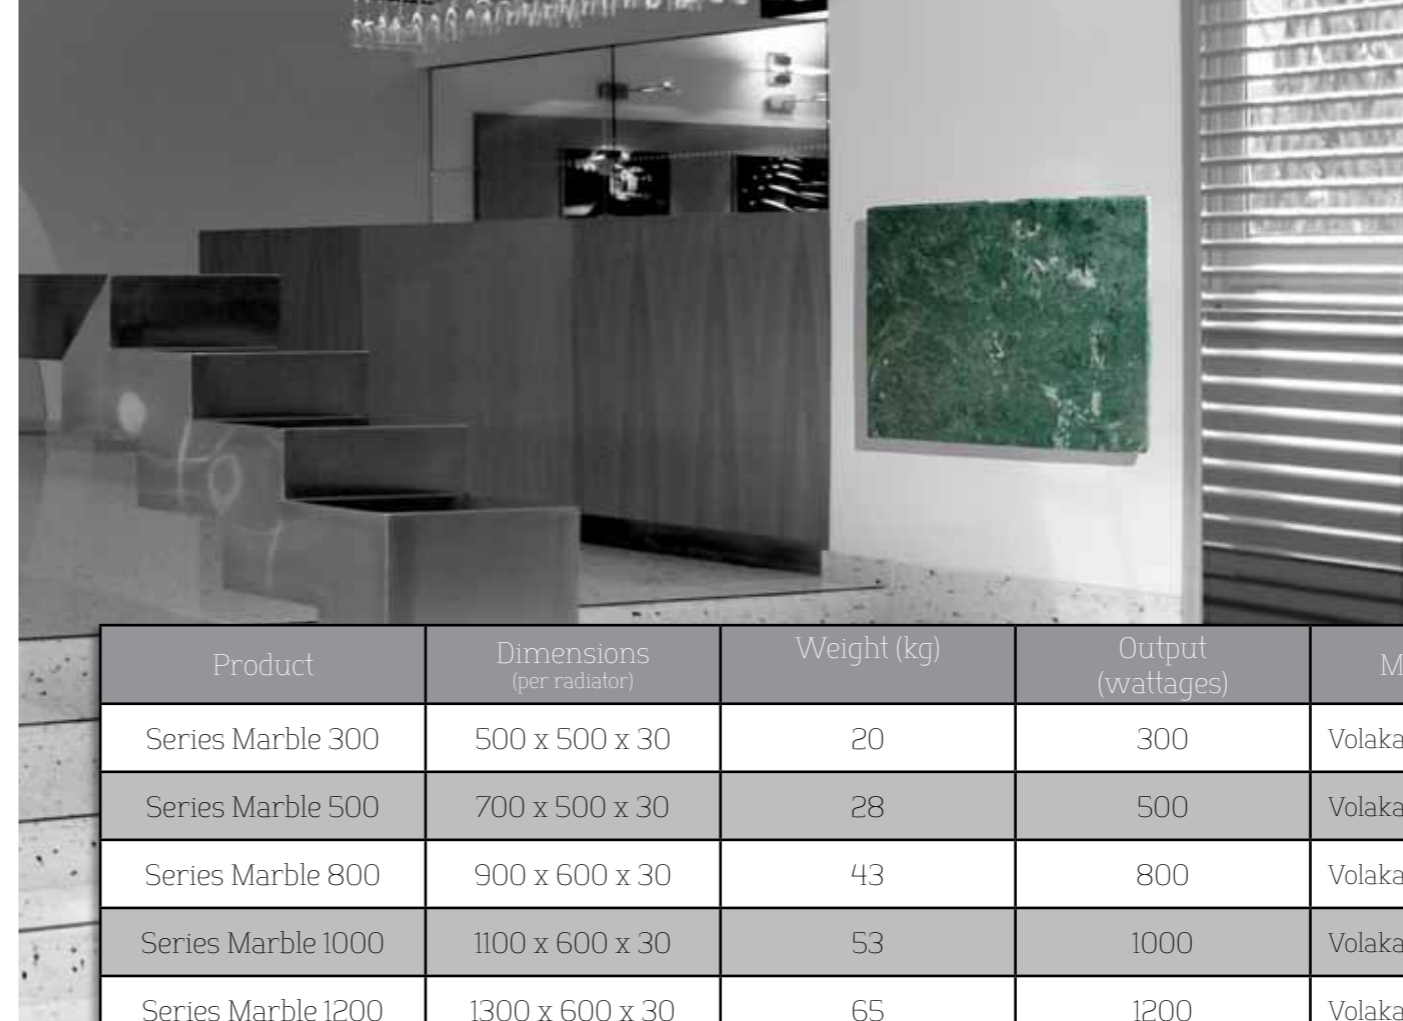 Product Dimensions Weight (kg) Output M
(per radiator) (wattages)
Series Marble 300 500 x 500 x 30 20 300 Volaka
Series Marble 500 700 x 500 x 30 28 500 Volaka
Series Marble 800 900 x 600 x 30 43 800 Volaka
Series Marble 1000 1100 x 600 x 30 53 1000 Volaka
Series Marble 1200 1300 x 600 x 30 65 1200 Volaka